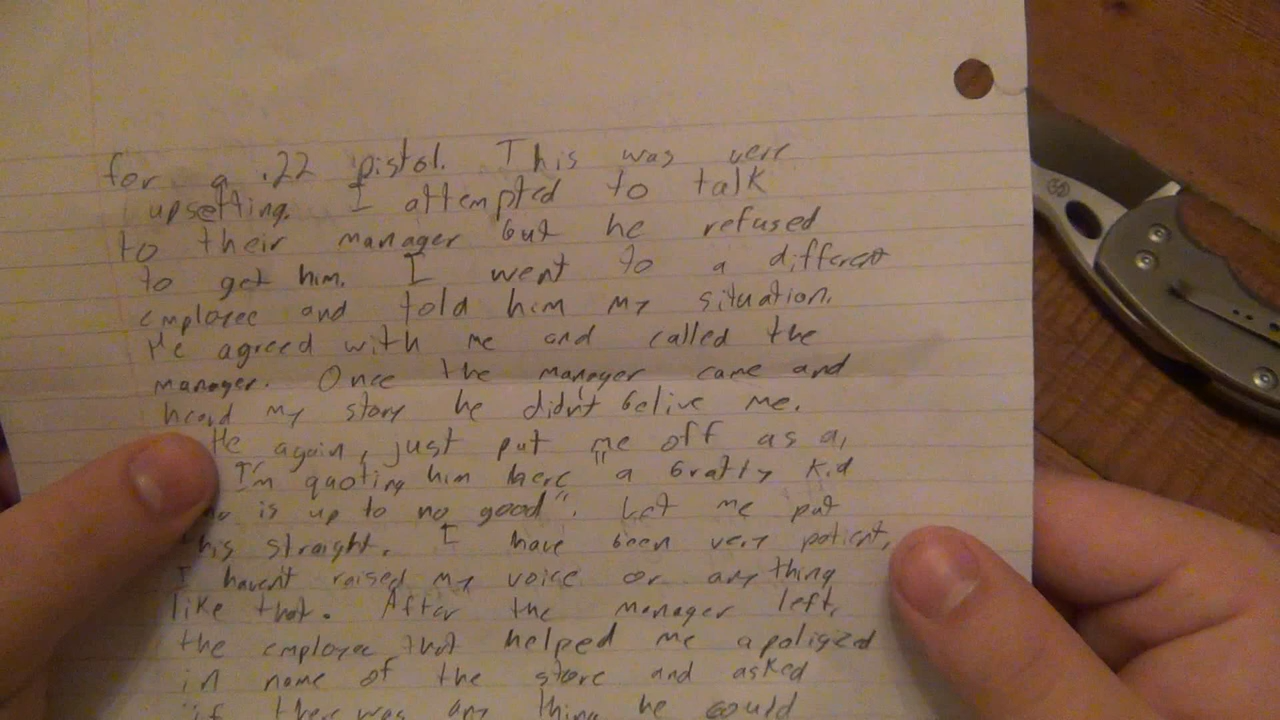 for a .22 pistol. This was very
upsetting. I attempted to talk
to their manager but he refused
to get him. I went to a different
employee and told him my situation.
He agreed with me and called the
manager. Once the manager came and
heard my story he didn't belive me.
He again, just put me off as a,
I'm quoting him here "a bratty kid
is up to no good". Let me put
this straight. I have been very patient,
I haven't raised my voice or any thing
like that. After the manager left,
the employee that helped me apoligized
in name of the store and asked
if there was any thing he could